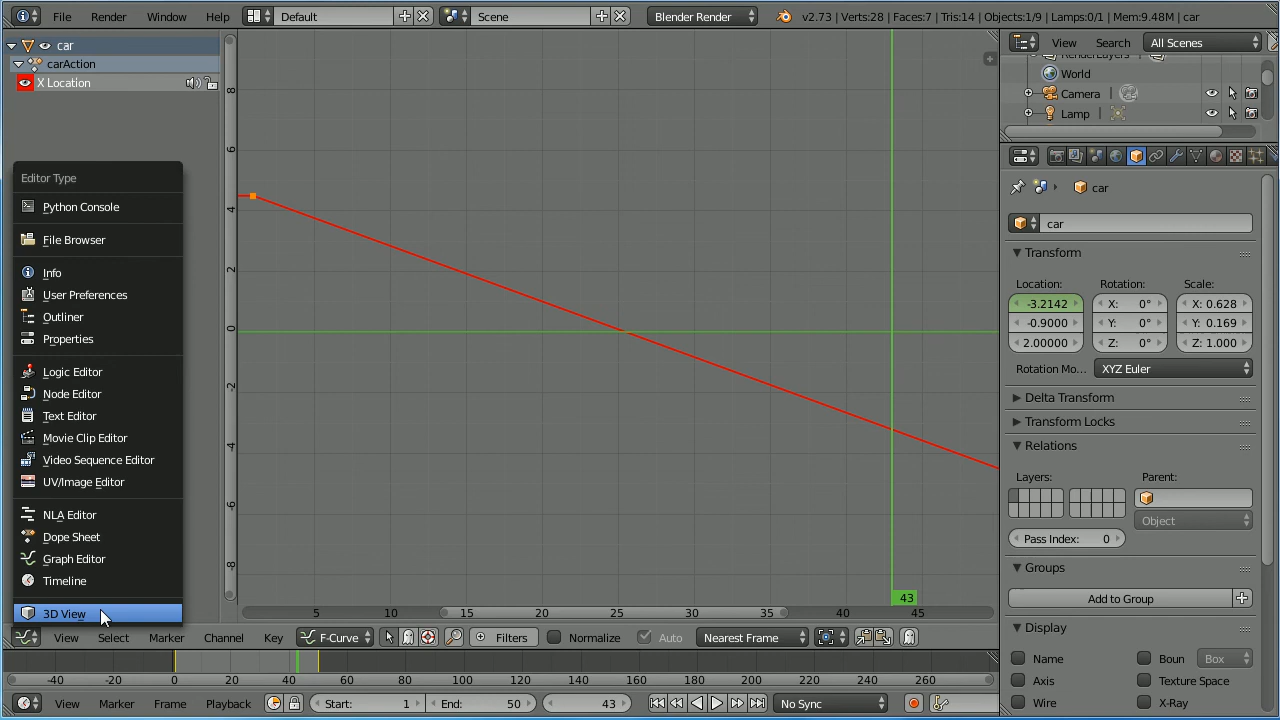 File Render Window Help Default Scene Blender Render v2.73 | Verts:28 | Faces:7 | Tris:14 | Objects:1/9 | Lamps:0/1 | Mem:9.48M | car
car
carAction
X Location
Editor Type
Python Console
File Browser
Info
User Preferences
Outliner
Properties
Logic Editor
Node Editor
Text Editor
Movie Clip Editor
Video Sequence Editor
UV/Image Editor
NLA Editor
Dope Sheet
Graph Editor
Timeline
3D View
8
6
4
2
0
-2
-4
-6
-8
5 10 15 20 25 30 35 40 45
43
View Select Marker Channel Key F-Curve Filters Normalize Auto Nearest Frame
-40 -20 0 20 40 60 80 100 120 140 160 180 200 220 240 260
View Marker Frame Playback Start: 1 End: 50 43 No Sync
View Search All Scenes
RenderLayers
World
Camera
Lamp
car
car
Transform
Location: Rotation: Scale:
-3.2142 X: 0° X: 0.628
-0.9000 Y: 0° Y: 0.169
2.00000 Z: 0° Z: 1.000
Rotation Mo... XYZ Euler
Delta Transform
Transform Locks
Relations
Layers: Parent:
Object
Pass Index: 0
Groups
Add to Group
Display
Name Boun Box
Axis Texture Space
Wire X-Ray